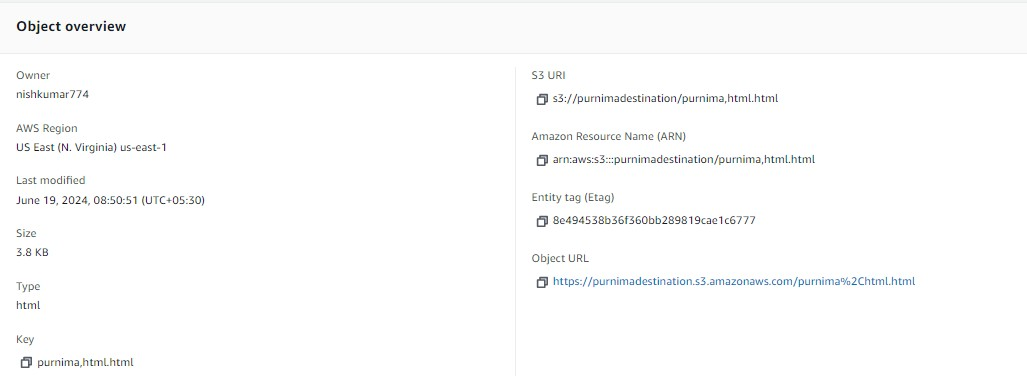 Object overview
Owner
nishkumar774
AWS Region
US East (N. Virginia) us-east-1
Last modified
June 19, 2024, 08:50:51 (UTC+05:30)
Size
3.8 KB
Type
html
Key
purnima,html.html
S3 URI
s3://purnimadestination/purnima,html.html
Amazon Resource Name (ARN)
arn:aws:s3:::purnimadestination/purnima,html.html
Entity tag (Etag)
8e494538b36f360bb289819cae1c6777
Object URL
https://purnimadestination.s3.amazonaws.com/purnima%2Chtml.html